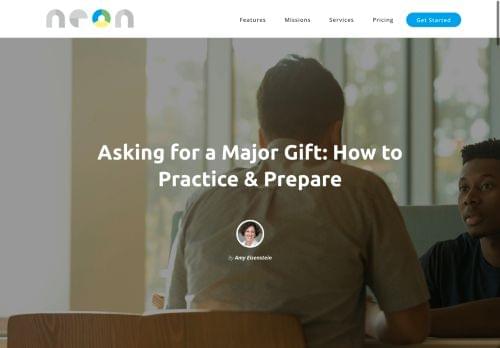 neon
Features
Missions
Services
Pricing
Get Started
Asking for a Major Gift: How to
Practice & Prepare
by Amy Eisenstein